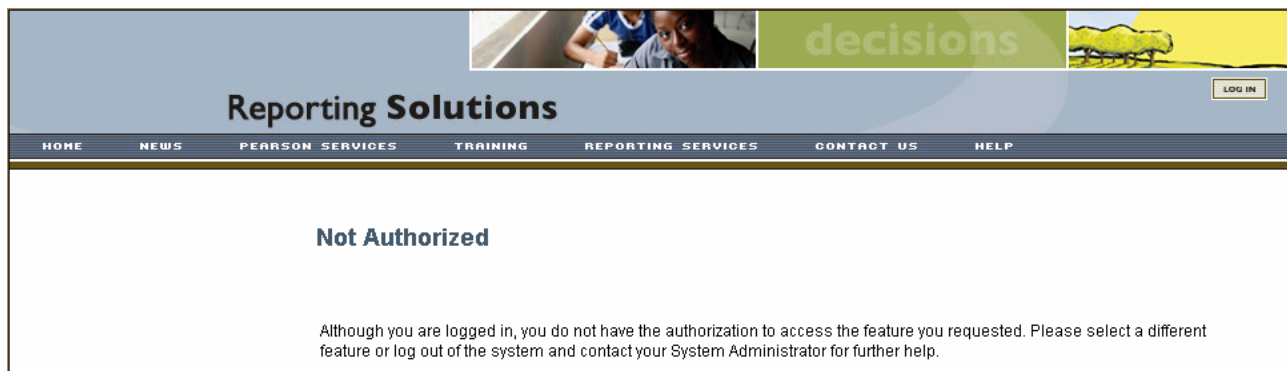 decisions
LOG IN
Reporting Solutions
HOME NEWS PEARSON SERVICES TRAINING REPORTING SERVICES CONTACT US HELP
Not Authorized
Although you are logged in, you do not have the authorization to access the feature you requested. Please select a different
feature or log out of the system and contact your System Administrator for further help.